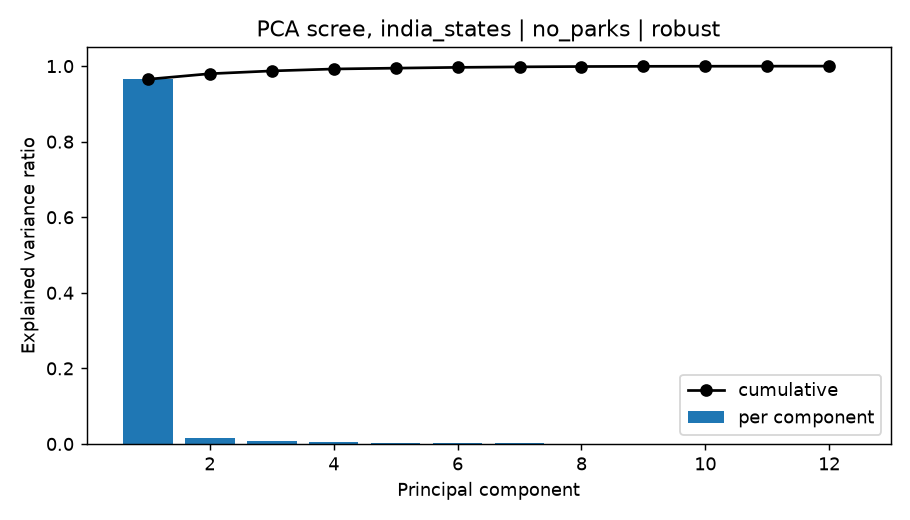 PCA scree, india_states | no_parks | robust
Explained variance ratio
1.0
0.8
0.6
0.4
0.2
0.0
2
4
6
8
10
12
Principal component
cumulative
per component